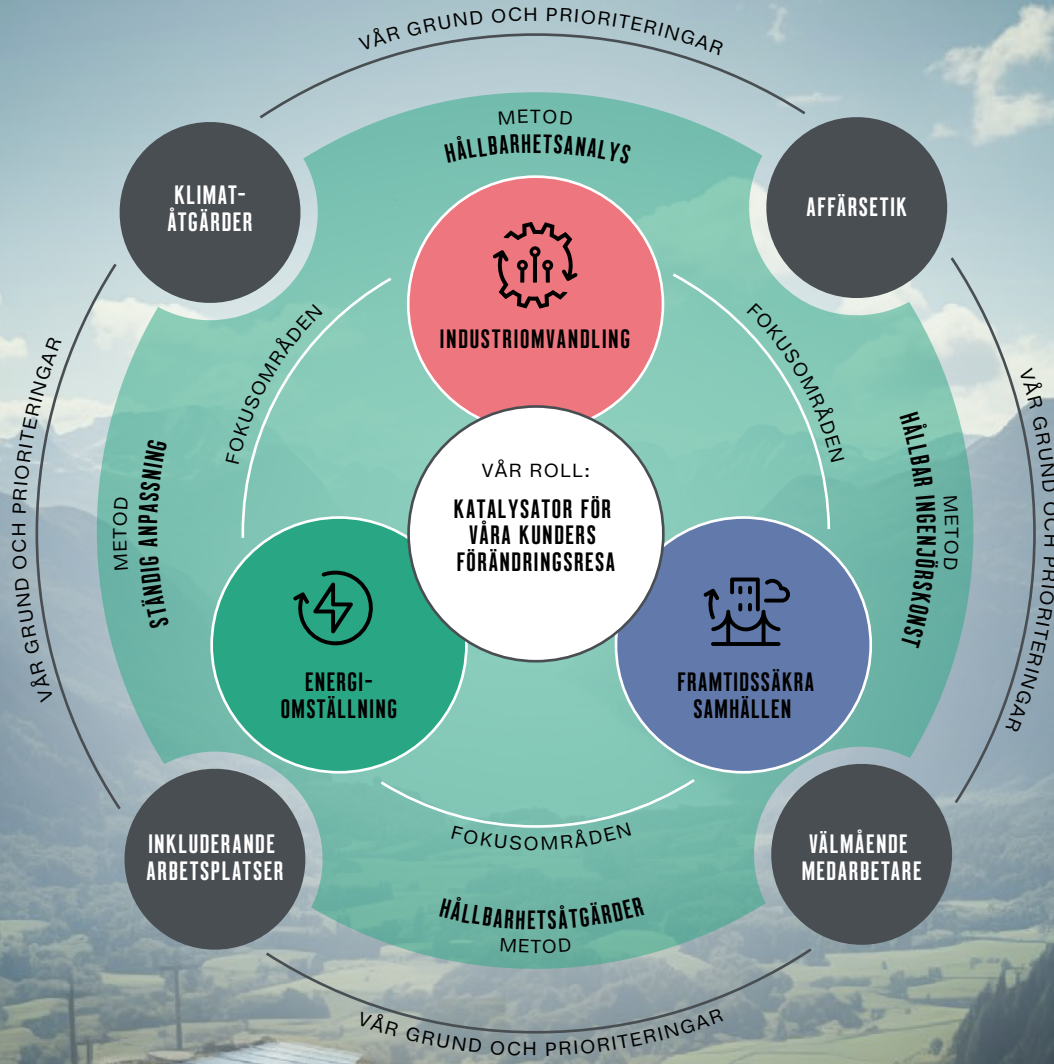 VÅR GRUND OCH PRIORITERINGAR
METOD
HÅLLBARHETSANALYS
KLIMAT-
ÅTGÄRDER
AFFÄRSETIK
INDUSTRIOMVANDLING
FOKUSOMRÅDEN
FOKUSOMRÅDEN
VÅR GRUND OCH PRIORITERINGAR
METOD
STÄNDIG ANPASSNING
VÅR ROLL:
KATALYSATOR FÖR
VÅRA KUNDERS
FÖRÄNDRINGSRESA
HÅLLBAR INGENJÖRSKONST
METOD
VÅR GRUND OCH PRIORITERINGAR
ENERGI-
OMSTÄLLNING
FRAMTIDSSÄKRA
SAMHÄLLEN
FOKUSOMRÅDEN
INKLUDERANDE
ARBETSPLATSER
VÄLMÅENDE
MEDARBETARE
HÅLLBARHETSÅTGÄRDER
METOD
VÅR GRUND OCH PRIORITERINGAR